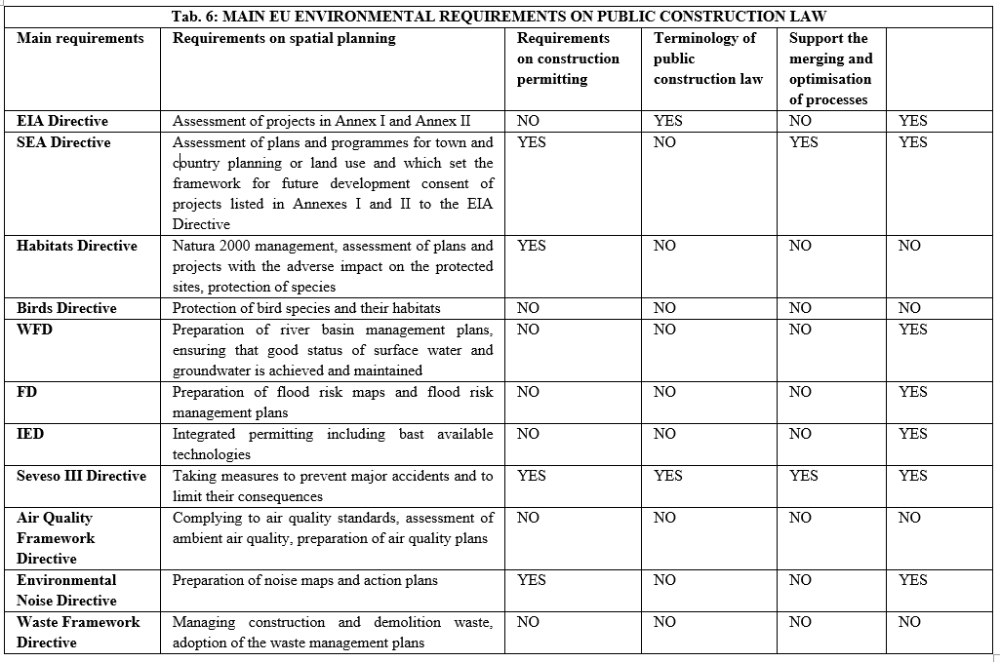 Tab. 6: MAIN EU ENVIRONMENTAL REQUIREMENTS ON PUBLIC CONSTRUCTION LAW
Main requirements
Requirements on spatial planning
Requirements
on construction
permitting
Terminology of
public
construction law
Support the
merging and
optimisation
of processes
EIA Directive
Assessment of projects in Annex I and Annex II
NO
YES
NO
YES
SEA Directive
Assessment of plans and programmes for town and
country planning or land use and which set the
framework for future development consent of
projects listed in Annexes I and II to the EIA
Directive
YES
NO
YES
YES
Habitats Directive
Natura 2000 management, assessment of plans and
projects with the adverse impact on the protected
sites, protection of species
YES
NO
NO
NO
Birds Directive
Protection of bird species and their habitats
NO
NO
NO
NO
WFD
Preparation of river basin management plans,
ensuring that good status of surface water and
groundwater is achieved and maintained
NO
NO
NO
YES
FD
Preparation of flood risk maps and flood risk
management plans
NO
NO
NO
YES
IED
Integrated permitting including bast available
technologies
NO
NO
NO
YES
Seveso III Directive
Taking measures to prevent major accidents and to
limit their consequences
YES
YES
YES
YES
Air Quality
Framework
Directive
Complying to air quality standards, assessment of
ambient air quality, preparation of air quality plans
NO
NO
NO
NO
Environmental
Noise Directive
Preparation of noise maps and action plans
YES
NO
NO
YES
Waste Framework
Directive
Managing construction and demolition waste,
adoption of the waste management plans
NO
NO
NO
NO